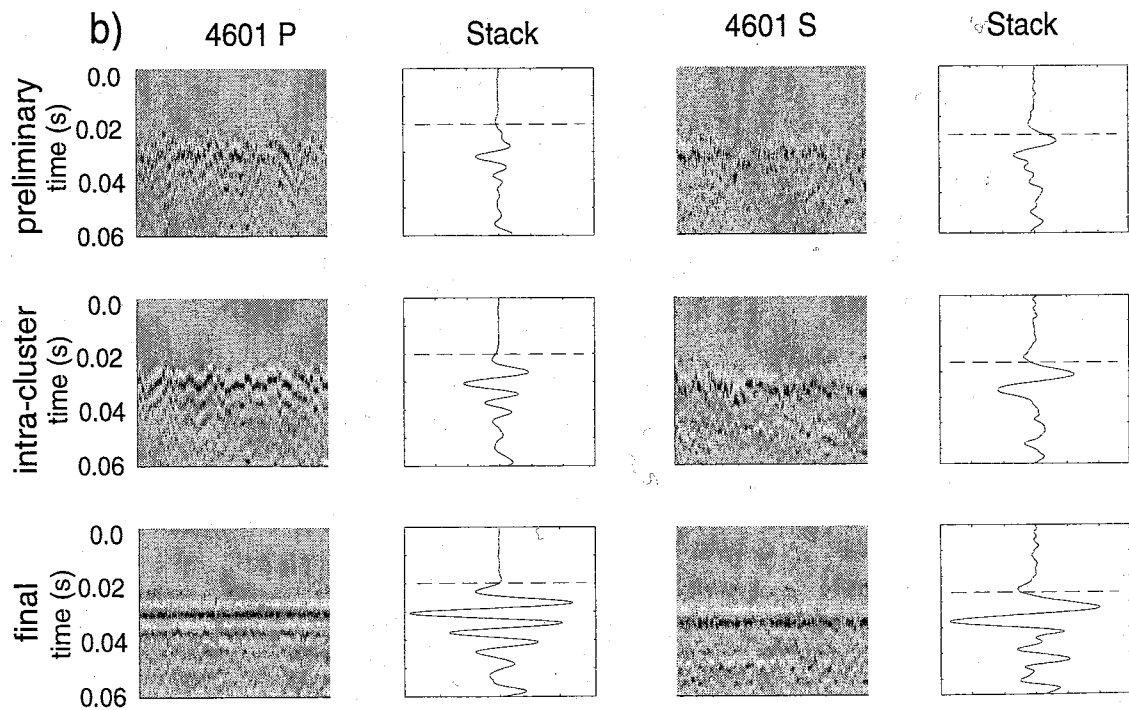 b)
4601 P
Stack
4601 S
Stack
preliminary
time (s)
0.0
0.02
0.04
0.06
intra-cluster
time (s)
0.0
0.02
0.04
0.06
final
time (s)
0.0
0.02
0.04
0.06